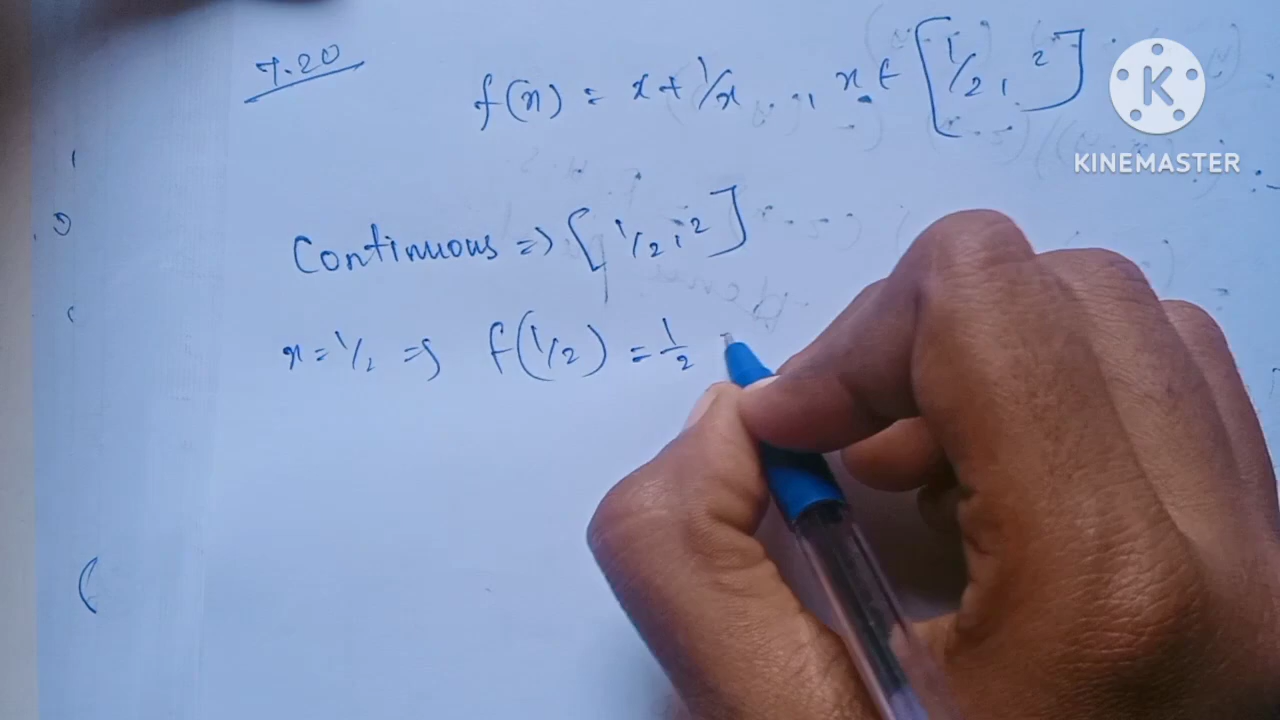 7.20
f(x) = x + 1/x , x ∈ [1/2, 2]
KINEMASTER
Continuous => [1/2, 2]
x = 1/2 => f(1/2) = 1/2